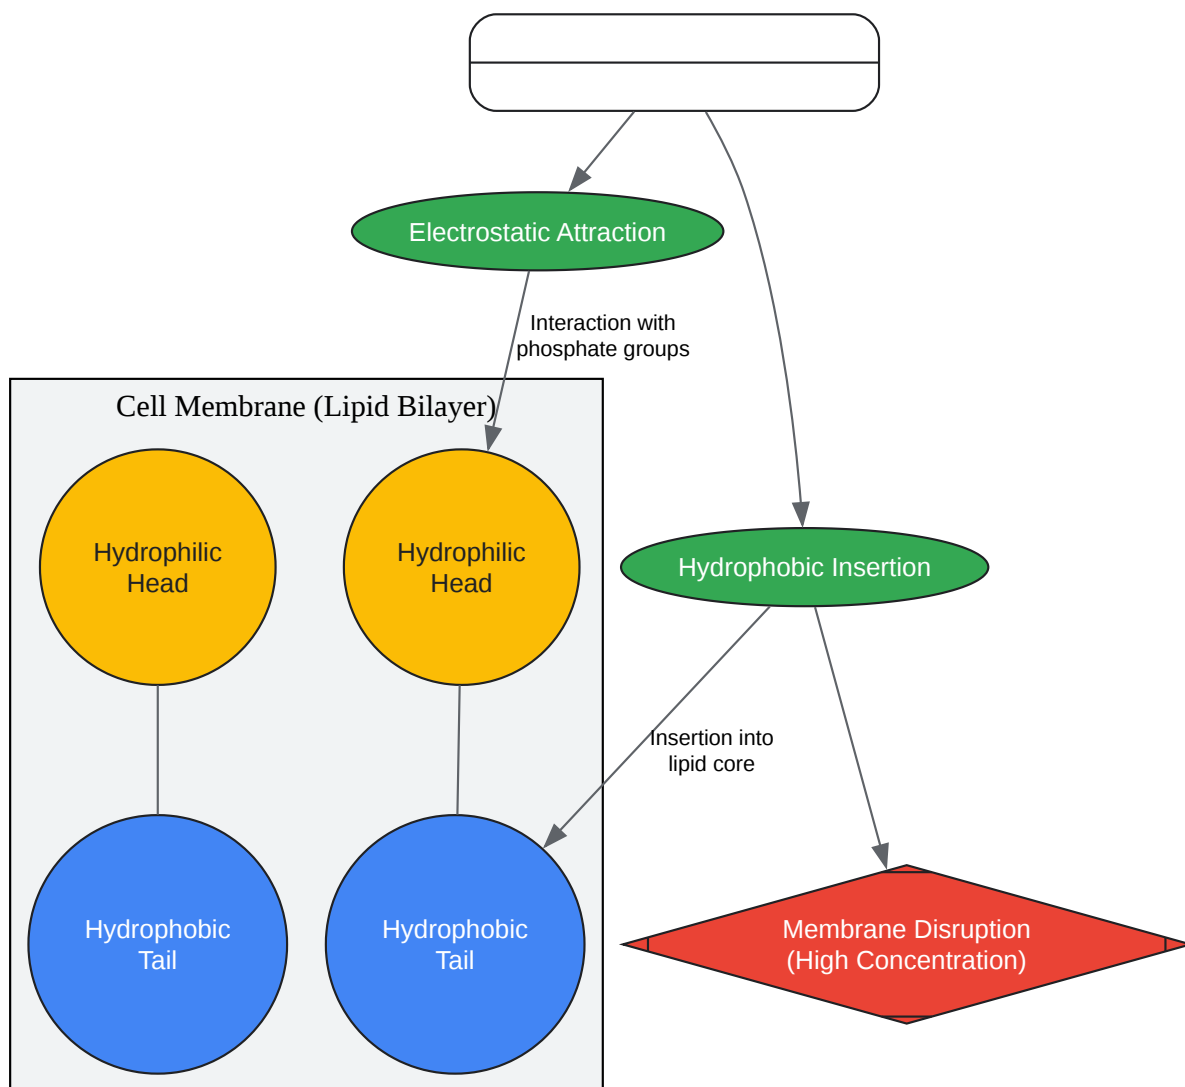 Electrostatic Attraction
Interaction with
phosphate groups
Cell Membrane (Lipid Bilayer)
Hydrophilic
Head
Hydrophilic
Head
Hydrophobic Insertion
Insertion into
lipid core
Hydrophobic
Tail
Hydrophobic
Tail
Membrane Disruption
(High Concentration)